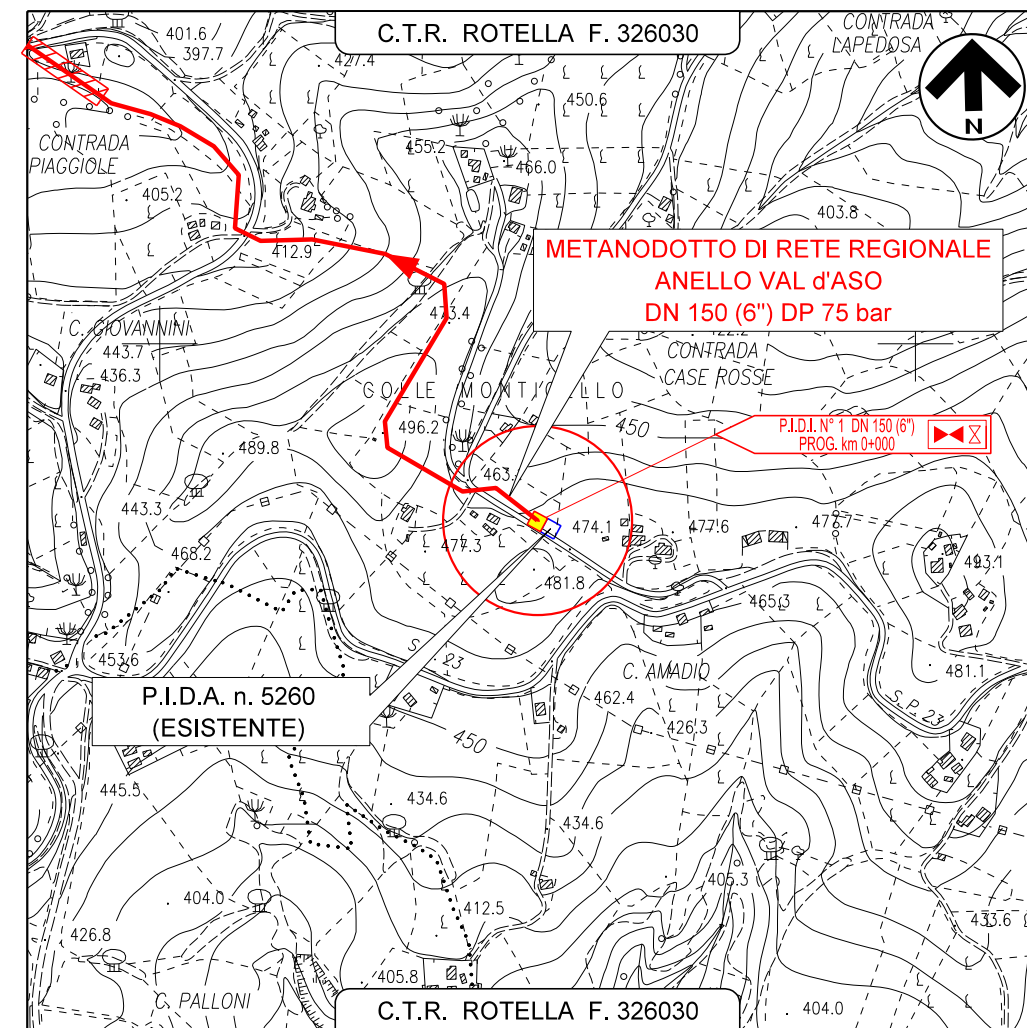 C.T.R. ROTELLA F. 326030
401.6 /
397.7
427.4
CONTRADA
LAPEDOSA
450.6
N
CONTRADA
PIAGGIOLE
455.2
466.0
405.2
403.8
412.9
METANODOTTO DI RETE REGIONALE
ANELLO VAL d'ASO
DN 150 (6") DP 75 bar
473.4
C. GIOVANNINI
443.7
436.3
422.2
CONTRADA
CASE ROSSE
COLLE MONTICELLO
496.2
450
P.I.D.I. N° 1 DN 150 (6")
PROG. km 0+000
489.8
463
443.3
474.1
477.6
477.7
468.2
477.3
493.1
481.8
465.3
453.6
S. 23
C. AMADIO
481.1
P.I.D.A. n. 5260
(ESISTENTE)
462.4
426.3
S.P. 23
450
445.5
434.6
434.6
404.0
405.3
412.5
433.6
426.8
405.8
C. PALLONI
404.0
C.T.R. ROTELLA F. 326030